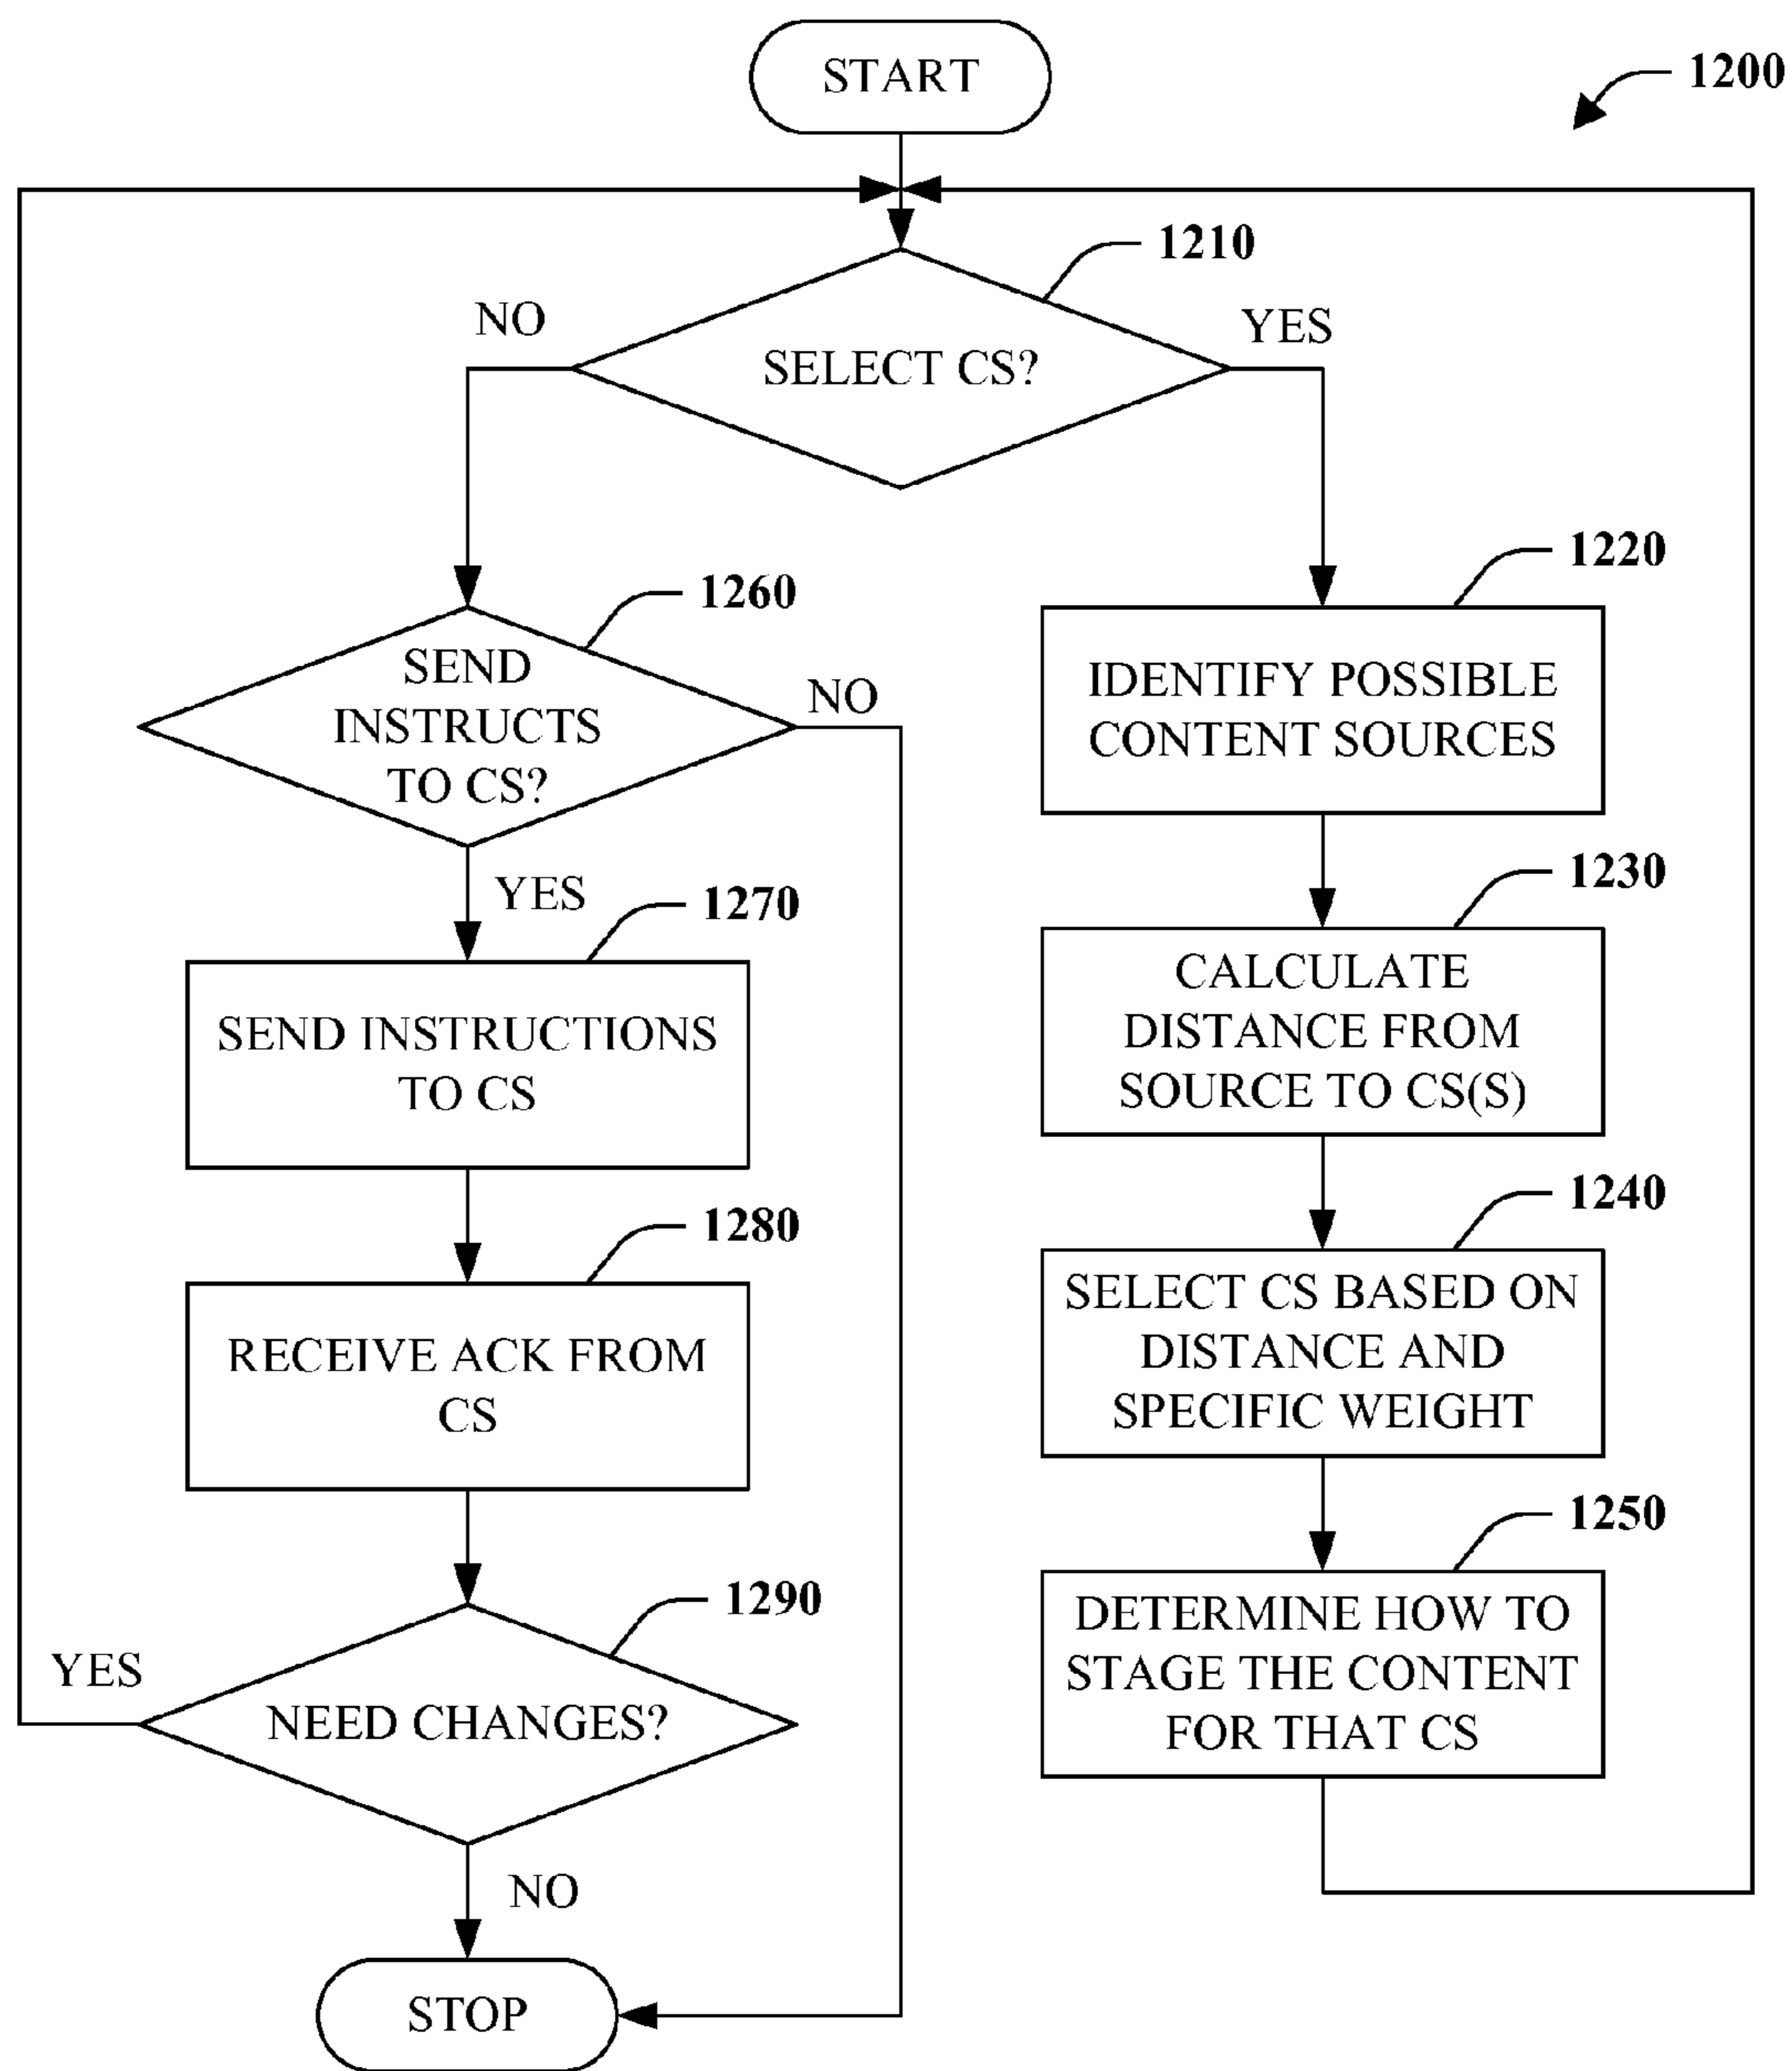 START
1200
1210
NO
YES
SELECT CS?
1220
1260
SEND
INSTRUCTS
TO CS?
NO
IDENTIFY POSSIBLE
CONTENT SOURCES
YES
1270
1230
SEND INSTRUCTIONS
TO CS
CALCULATE
DISTANCE FROM
SOURCE TO CS(S)
1280
1240
RECEIVE ACK FROM
CS
SELECT CS BASED ON
DISTANCE AND
SPECIFIC WEIGHT
1290
1250
YES
NEED CHANGES?
DETERMINE HOW TO
STAGE THE CONTENT
FOR THAT CS
NO
STOP